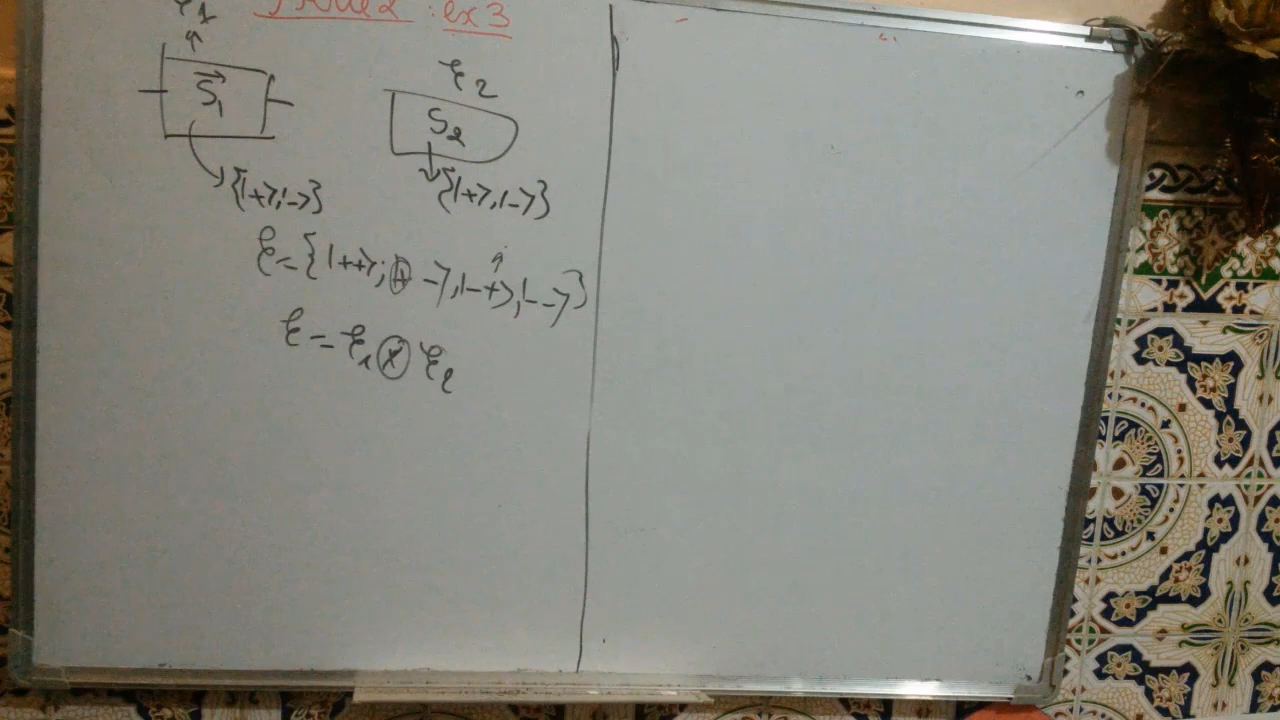 ex3
ℰ1
S⃗1
{|+>,|->}
ℰ2
S2
{|+>,|->}
ℰ={|++>;|+->,|-+>,|-->}
ℰ=ℰ1⊗ℰ2